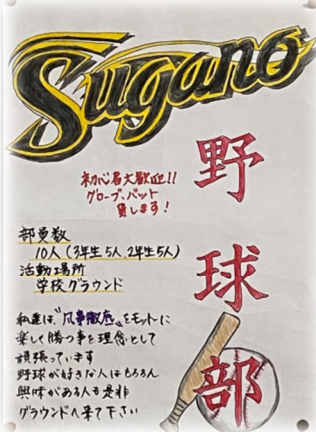 Sugano
野球部
初心者大歓迎!!
グローブ、バット
貸します!
部員数
10人(3年生5人、2年生5人)
活動場所
学校グラウンド
私達は、"凡事徹底"をモットーに
楽しく勝つ事を理念として
頑張っています
野球が好きな人はもちろん
興味がある人も是非
グラウンドへ来て下さい